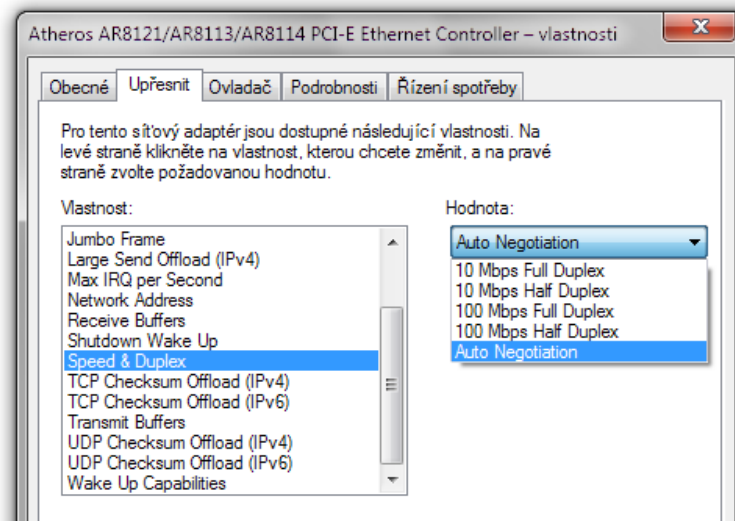 Atheros AR8121/AR8113/AR8114 PCI-E Ethernet Controller – vlastnosti
Obecné Upřesnit Ovladač Podrobnosti Řízení spotřeby
Pro tento síťový adaptér jsou dostupné následující vlastnosti. Na
levé straně klikněte na vlastnost, kterou chcete změnit, a na pravé
straně zvolte požadovanou hodnotu.
Vlastnost:
Jumbo Frame
Large Send Offload (IPv4)
Max IRQ per Second
Network Address
Receive Buffers
Shutdown Wake Up
Speed & Duplex
TCP Checksum Offload (IPv4)
TCP Checksum Offload (IPv6)
Transmit Buffers
UDP Checksum Offload (IPv4)
UDP Checksum Offload (IPv6)
Wake Up Capabilities
Hodnota:
Auto Negotiation
10 Mbps Full Duplex
10 Mbps Half Duplex
100 Mbps Full Duplex
100 Mbps Half Duplex
Auto Negotiation